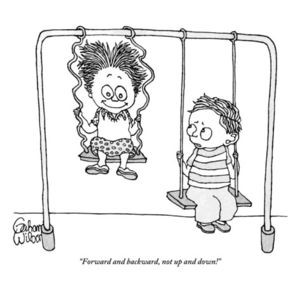 Gahan
Wilson
"Forward and backward, not up and down!"